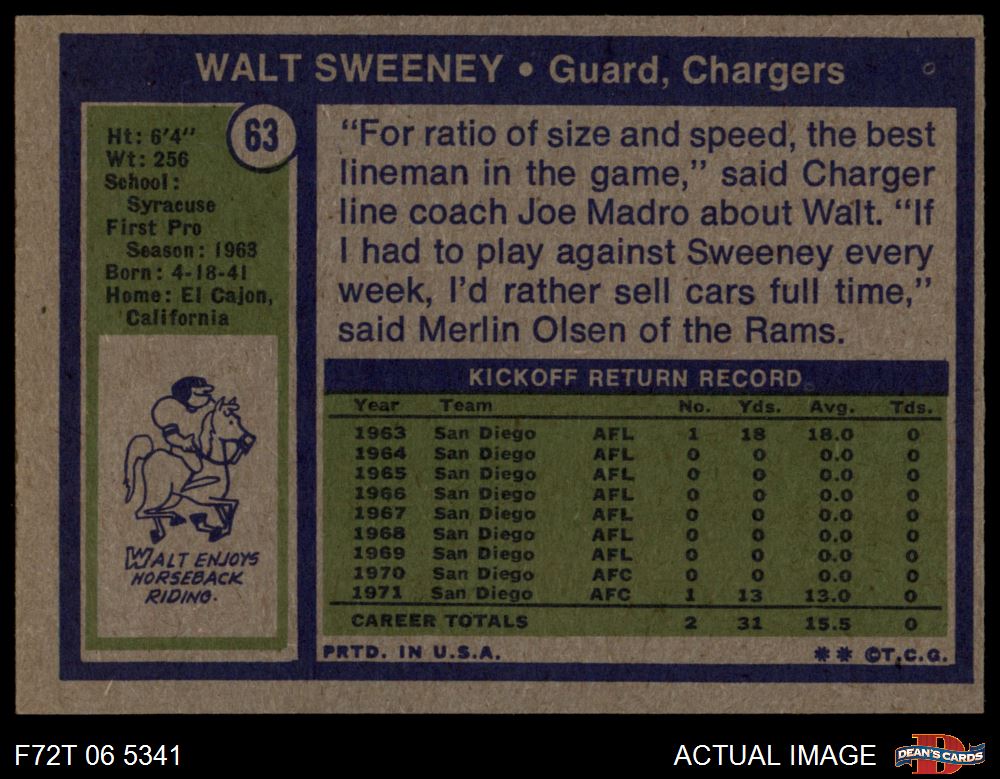 WALT SWEENEY • Guard, Chargers
63
Ht: 6'4"
Wt: 256
School:
Syracuse
First Pro
Season: 1963
Born: 4-18-41
Home: El Cajon,
California
WALT ENJOYS
HORSEBACK
RIDING.
"For ratio of size and speed, the best
lineman in the game," said Charger
line coach Joe Madro about Walt. "If
I had to play against Sweeney every
week, I'd rather sell cars full time,"
said Merlin Olsen of the Rams.
KICKOFF RETURN RECORD
Year Team No. Yds. Avg. Tds.
1963 San Diego AFL 1 18 18.0 0
1964 San Diego AFL 0 0 0.0 0
1965 San Diego AFL 0 0 0.0 0
1966 San Diego AFL 0 0 0.0 0
1967 San Diego AFL 0 0 0.0 0
1968 San Diego AFL 0 0 0.0 0
1969 San Diego AFL 0 0 0.0 0
1970 San Diego AFC 0 0 0.0 0
1971 San Diego AFC 1 13 13.0 0
CAREER TOTALS 2 31 15.5 0
PRTD. IN U.S.A. ** ©T.C.G.
F72T 06 5341 ACTUAL IMAGE D DEAN'S CARDS